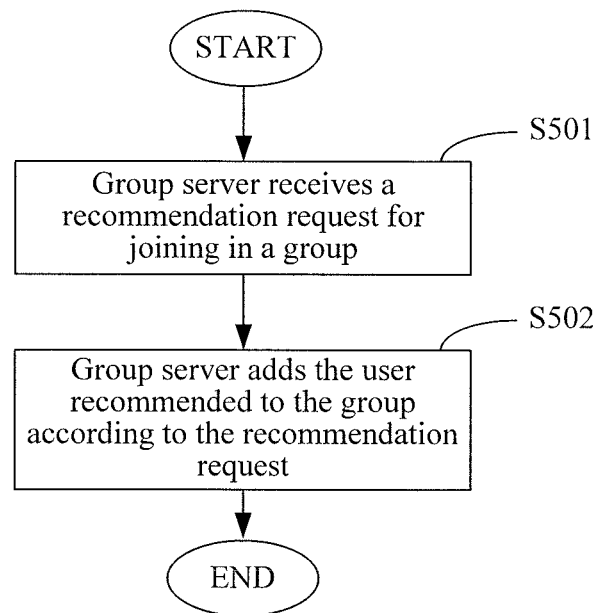 START
S501
Group server receives a
recommendation request for
joining in a group
S502
Group server adds the user
recommended to the group
according to the recommendation
request
END